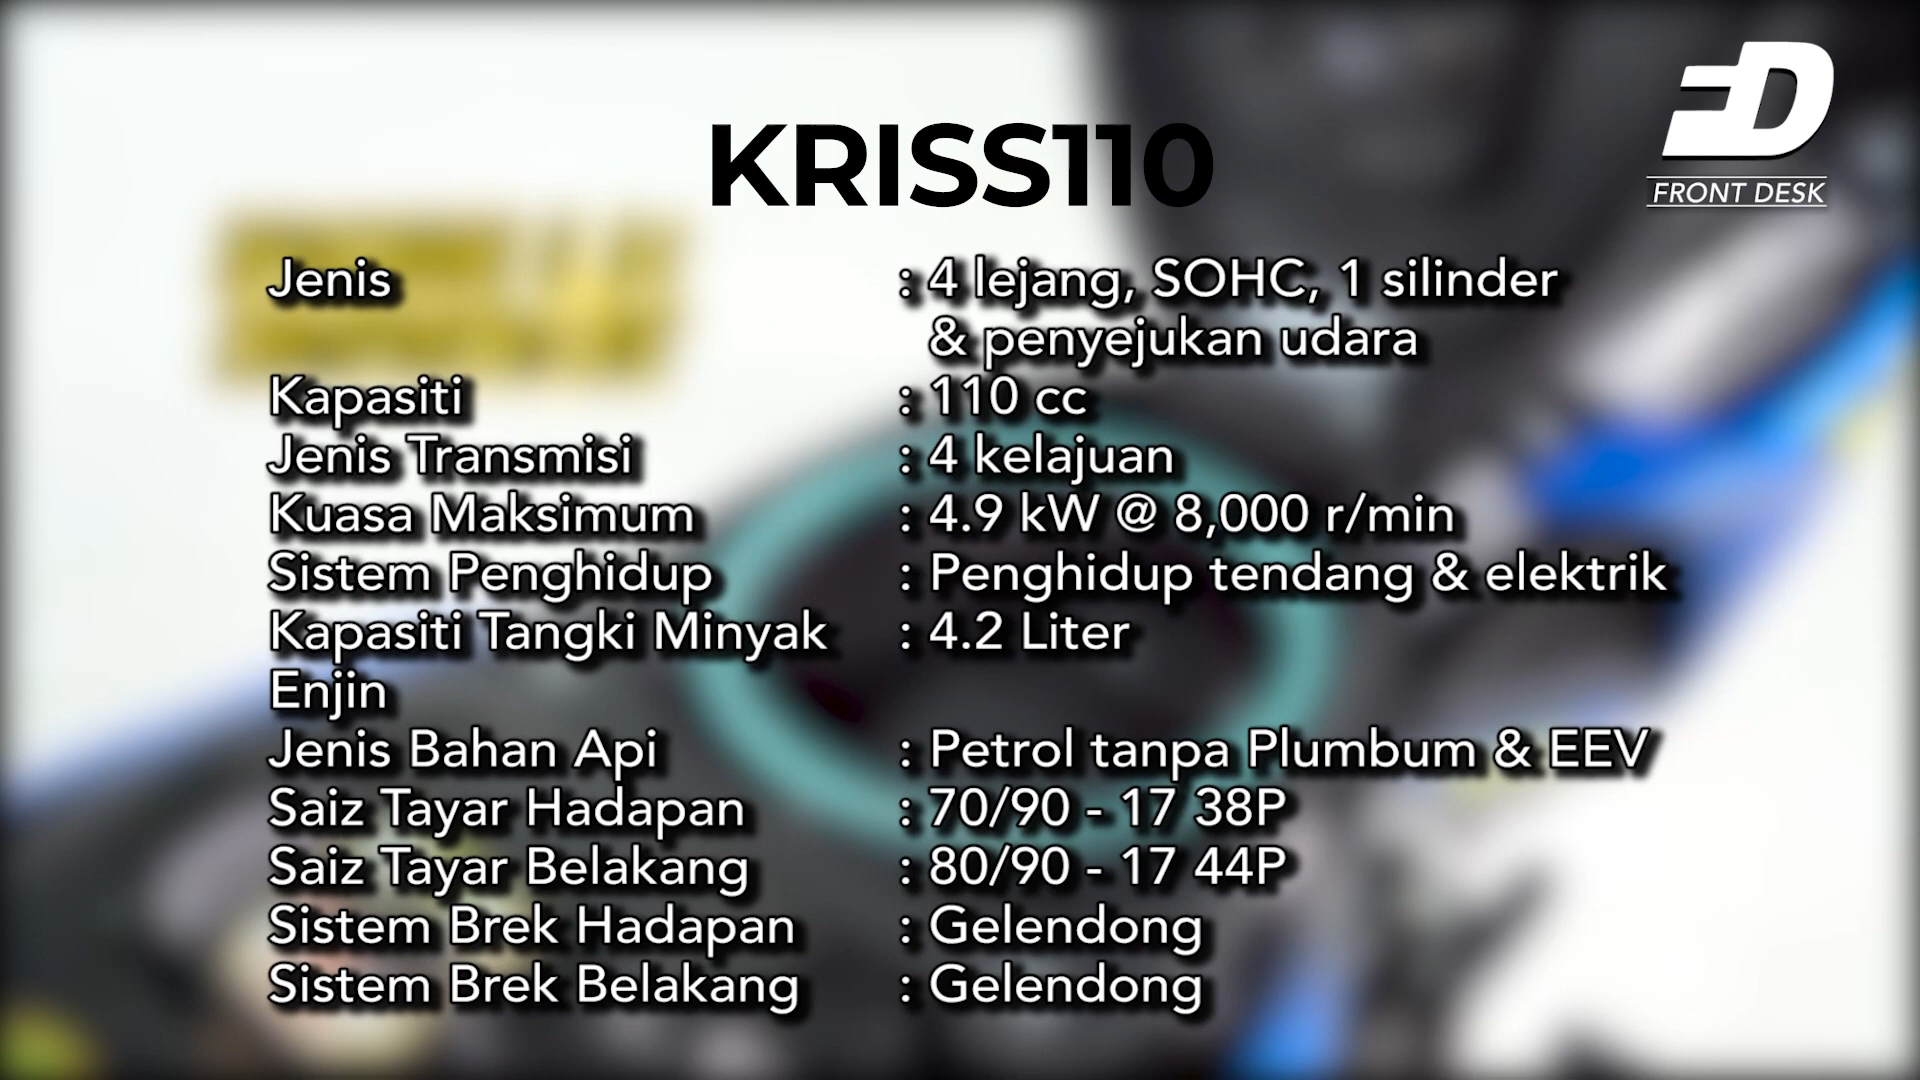 KRISS110
FRONT DESK
Jenis : 4 lejang, SOHC, 1 silinder
& penyejukan udara
Kapasiti : 110 cc
Jenis Transmisi : 4 kelajuan
Kuasa Maksimum : 4.9 kW @ 8,000 r/min
Sistem Penghidup : Penghidup tendang & elektrik
Kapasiti Tangki Minyak : 4.2 Liter
Enjin
Jenis Bahan Api : Petrol tanpa Plumbum & EEV
Saiz Tayar Hadapan : 70/90 - 17 38P
Saiz Tayar Belakang : 80/90 - 17 44P
Sistem Brek Hadapan : Gelendong
Sistem Brek Belakang : Gelendong